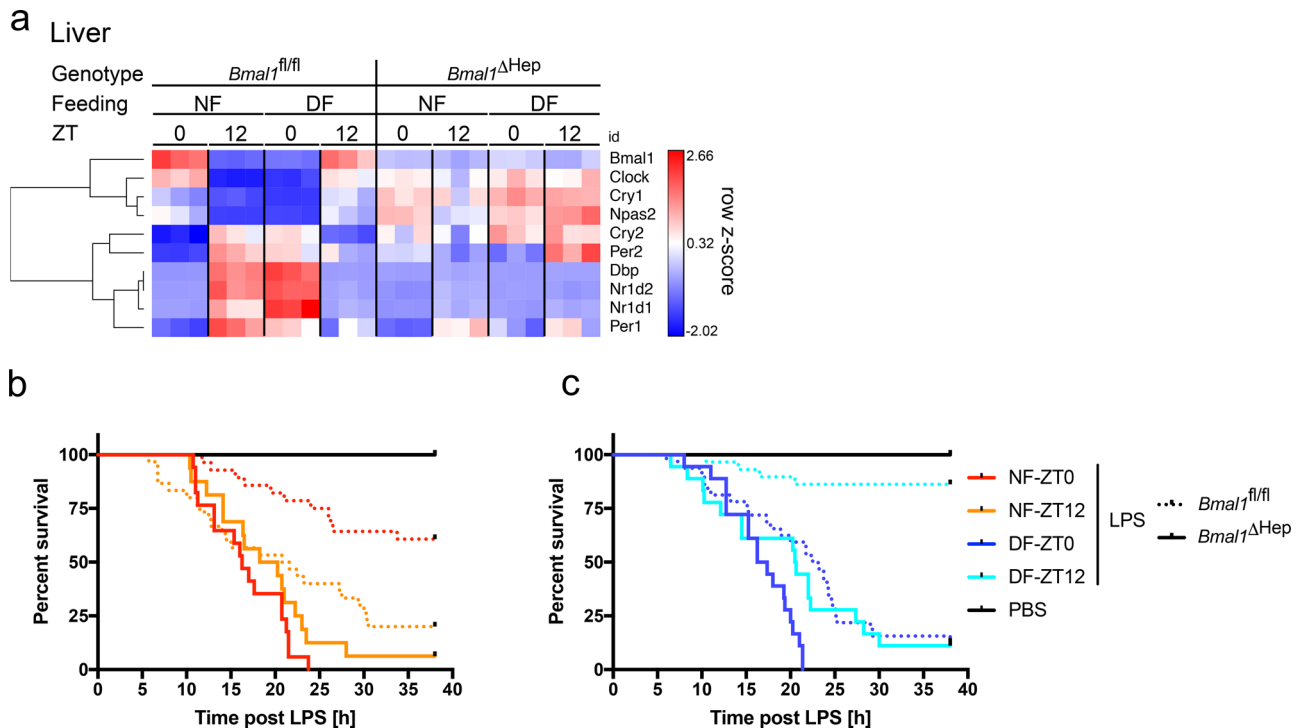 a Liver
Genotype Bmal1fl/fl Bmal1ΔHep
Feeding NF DF NF DF
ZT 0 12 0 12 0 12 0 12 id
Bmal1
Clock
Cry1
Npas2
Cry2
Per2
Dbp
Nr1d2
Nr1d1
Per1
2.66
0.32
-2.02
row z-score
b
100
75
50
25
0
Percent survival
0 5 10 15 20 25 30 35 40
Time post LPS [h]
c
100
75
50
25
0
Percent survival
0 5 10 15 20 25 30 35 40
Time post LPS [h]
NF-ZT0
NF-ZT12
DF-ZT0
DF-ZT12
PBS
LPS
Bmal1fl/fl
Bmal1ΔHep